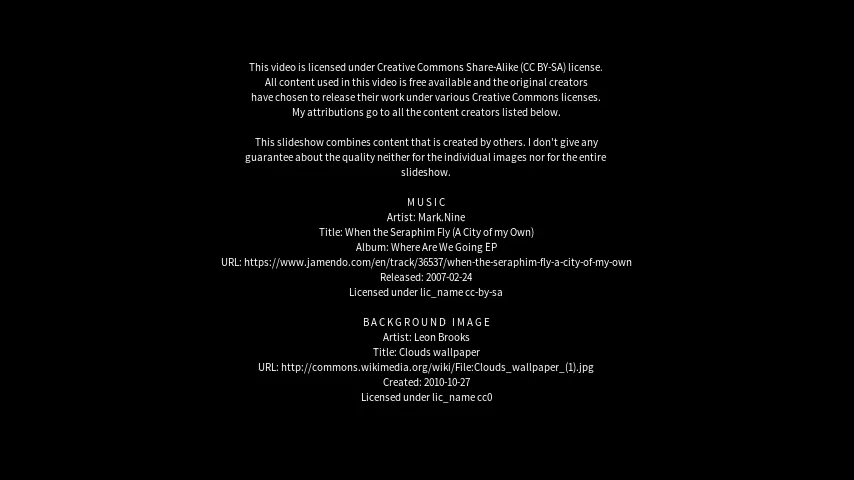 This video is licensed under Creative Commons Share-Alike (CC BY-SA) license.
All content used in this video is free available and the original creators
have chosen to release their work under various Creative Commons licenses.
My attributions go to all the content creators listed below.
This slideshow combines content that is created by others. I don't give any
guarantee about the quality neither for the individual images nor for the entire
slideshow.
MUSIC
Artist: Mark.Nine
Title: When the Seraphim Fly (A City of my Own)
Album: Where Are We Going EP
URL: https://www.jamendo.com/en/track/36537/when-the-seraphim-fly-a-city-of-my-own
Released: 2007-02-24
Licensed under lic_name cc-by-sa
BACKGROUND IMAGE
Artist: Leon Brooks
Title: Clouds wallpaper
URL: http://commons.wikimedia.org/wiki/File:Clouds_wallpaper_(1).jpg
Created: 2010-10-27
Licensed under lic_name cc0